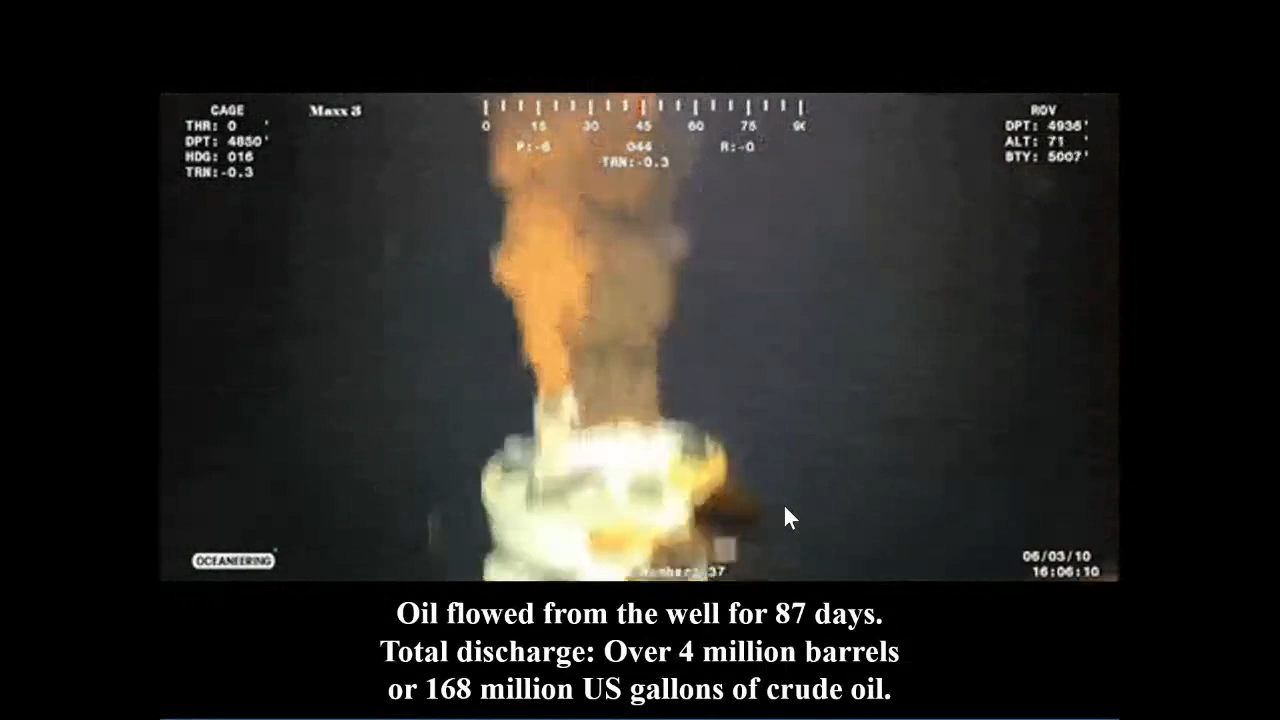 CAGE
THR: 0 '
DPT: 4850'
HDG: 016
TRN:-0.3
Maxx 3
0 15 30 45 60 75
P:-6 044 R:-0
TRN:-0.3
ROV
DPT: 4936'
ALT: 71 '
BTY: 5007'
OCEANEERING
37
06/03/10
16:06:10
Oil flowed from the well for 87 days.
Total discharge: Over 4 million barrels
or 168 million US gallons of crude oil.